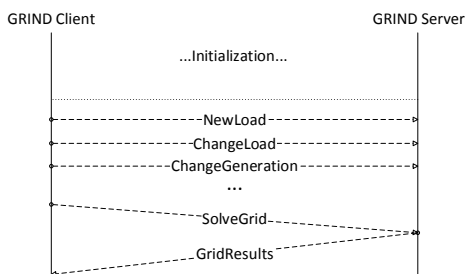 GRIND Client GRIND Server
...Initialization...
NewLoad
ChangeLoad
ChangeGeneration
...
SolveGrid
GridResults